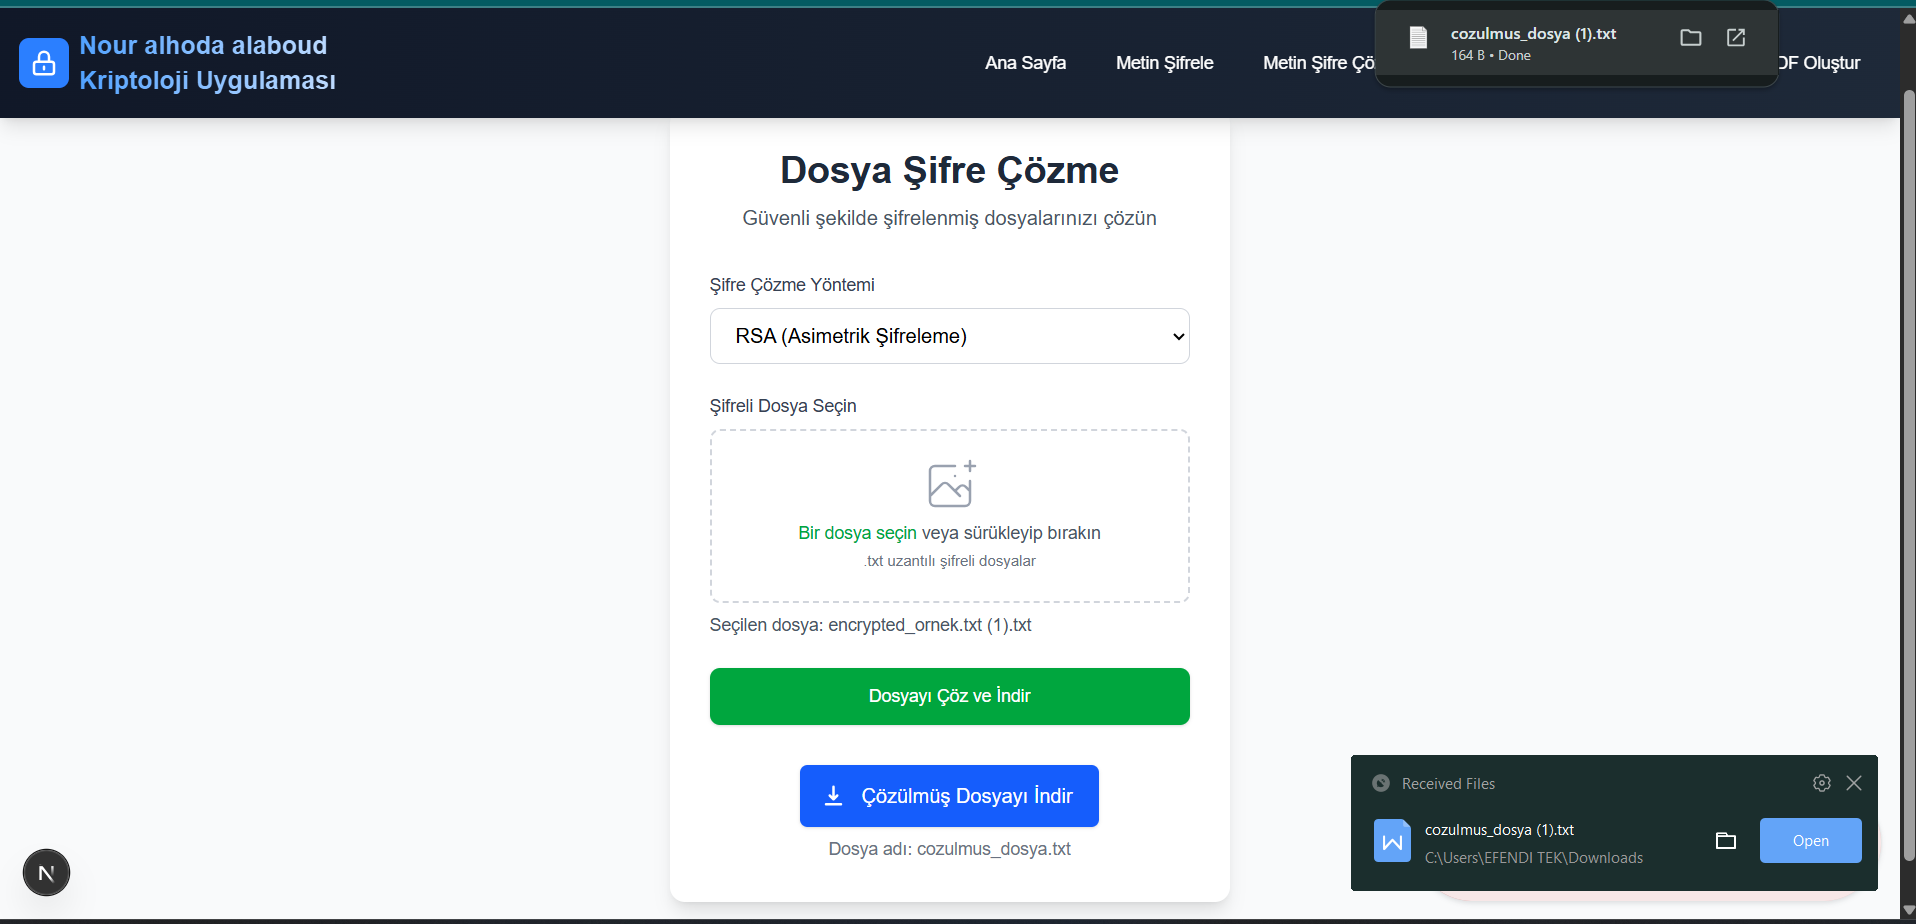 Nour alhoda alaboud
Kriptoloji Uygulaması
Ana Sayfa
Metin Şifrele
Metin Şifre Çö
DF Oluştur
cozulmus_dosya (1).txt
164 B • Done
Dosya Şifre Çözme
Güvenli şekilde şifrelenmiş dosyalarınızı çözün
Şifre Çözme Yöntemi
RSA (Asimetrik Şifreleme)
Şifreli Dosya Seçin
Bir dosya seçin veya sürükleyip bırakın
.txt uzantılı şifreli dosyalar
Seçilen dosya: encrypted_ornek.txt (1).txt
Dosyayı Çöz ve İndir
Çözülmüş Dosyayı İndir
Dosya adı: cozulmus_dosya.txt
N
Received Files
cozulmus_dosya (1).txt
C:\Users\EFENDI TEK\Downloads
Open